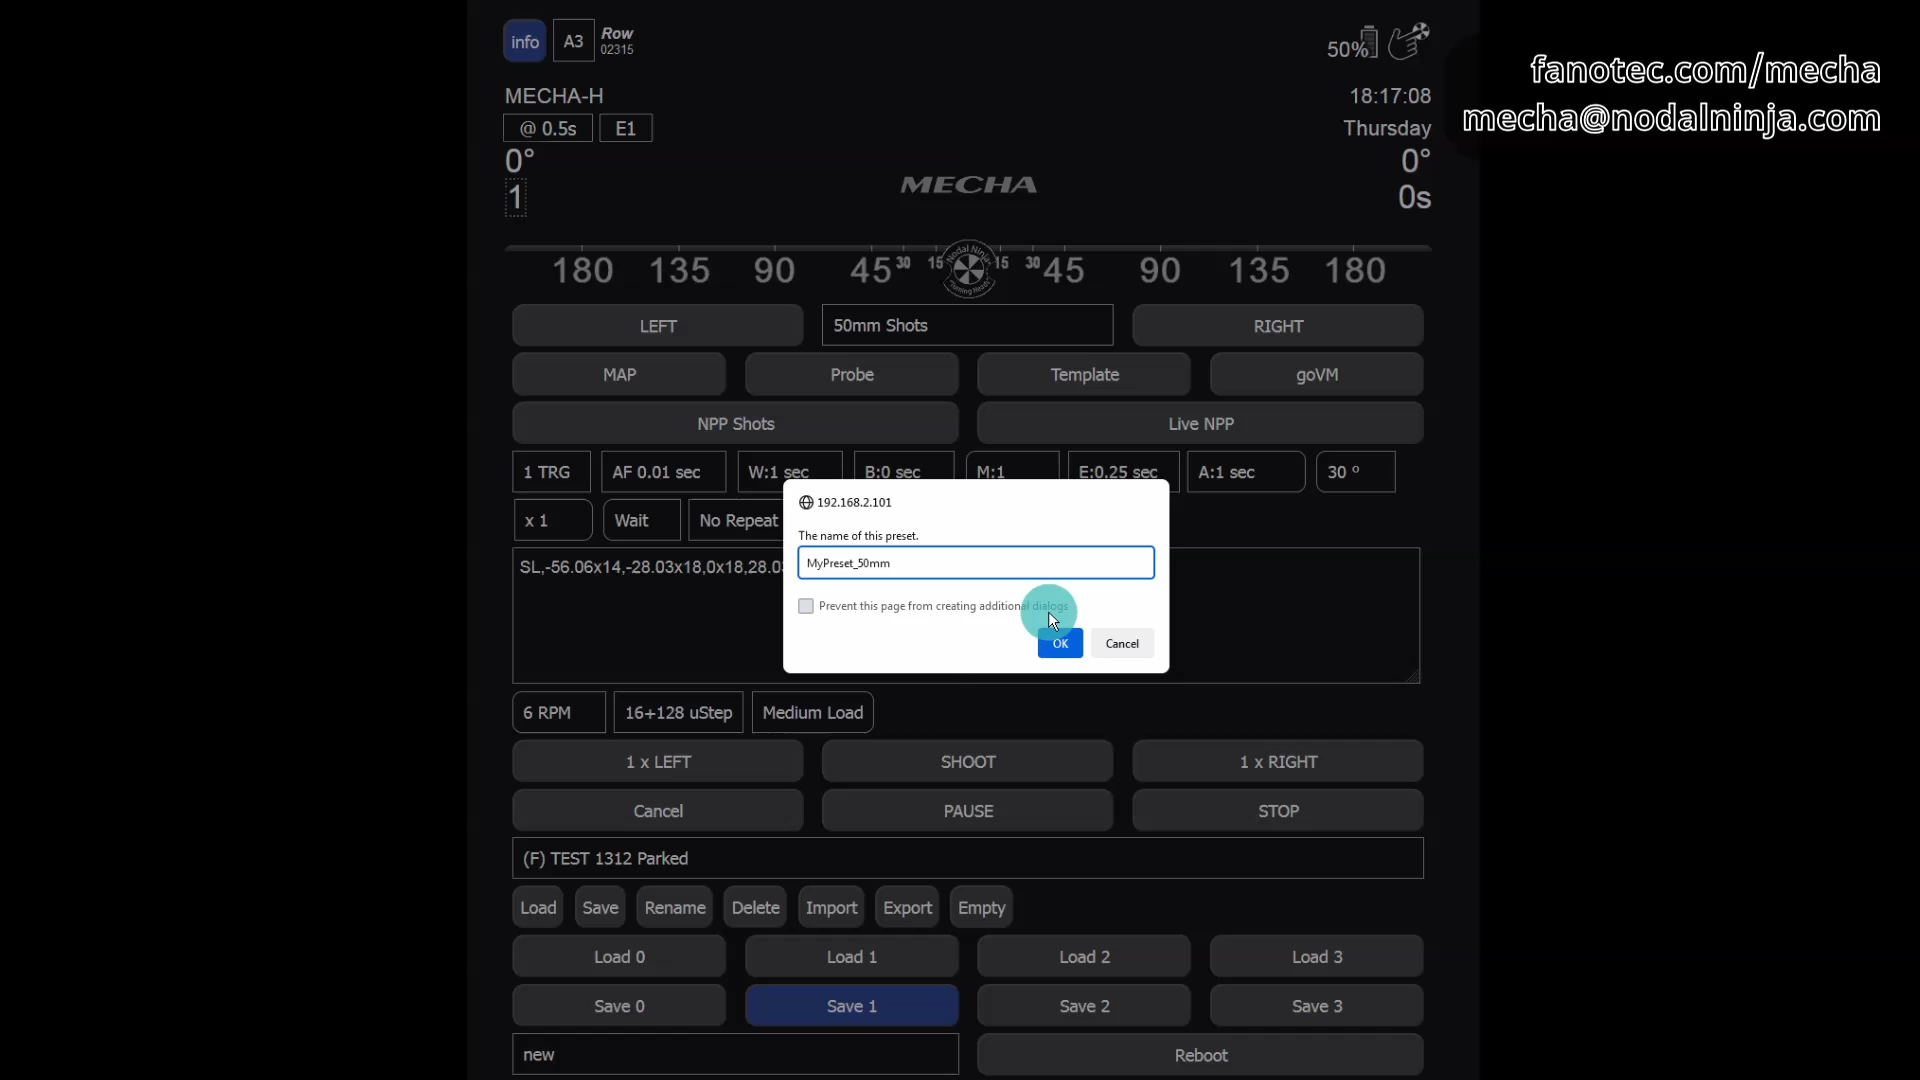 info A3 Row 02315 50%
fanotec.com/mecha
mecha@nodalninja.com
MECHA-H 18:17:08
@ 0.5s E1 Thursday
0° 0°
1 MECHA 0s
180 135 90 45 30 15 Nodal Ninja 15 30 45 90 135 180
LEFT 50mm Shots RIGHT
MAP Probe Template goVM
NPP Shots Live NPP
1 TRG AF 0.01 sec W:1 sec B:0 sec M:1 E:0.25 sec A:1 sec 30 º
x 1 Wait No Repeat
192.168.2.101
The name of this preset.
MyPreset_50mm
Prevent this page from creating additional dialogs
OK Cancel
SL,-56.06x14,-28.03x18,0x18,28.0
6 RPM 16+128 uStep Medium Load
1 x LEFT SHOOT 1 x RIGHT
Cancel PAUSE STOP
(F) TEST 1312 Parked
Load Save Rename Delete Import Export Empty
Load 0 Load 1 Load 2 Load 3
Save 0 Save 1 Save 2 Save 3
new Reboot